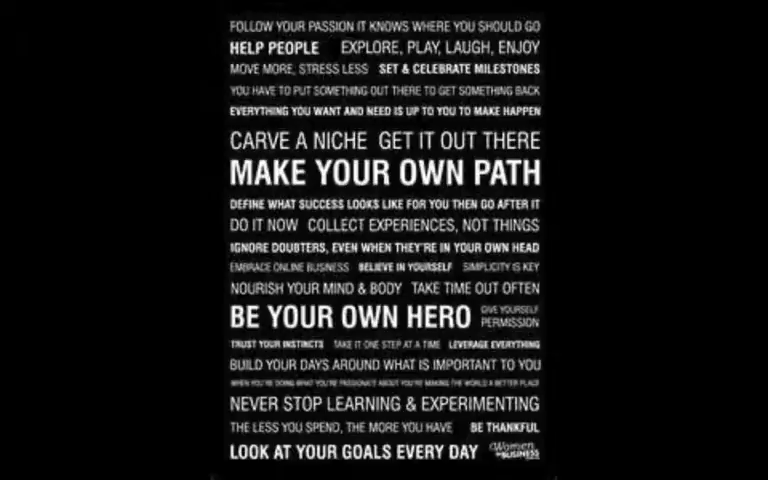 FOLLOW YOUR PASSION IT KNOWS WHERE YOU SHOULD GO
HELP PEOPLE EXPLORE, PLAY, LAUGH, ENJOY
MOVE MORE, STRESS LESS SET & CELEBRATE MILESTONES
YOU HAVE TO PUT SOMETHING OUT THERE TO GET SOMETHING BACK
EVERYTHING YOU WANT AND NEED IS UP TO YOU TO MAKE HAPPEN
CARVE A NICHE GET IT OUT THERE
MAKE YOUR OWN PATH
DEFINE WHAT SUCCESS LOOKS LIKE FOR YOU THEN GO AFTER IT
DO IT NOW COLLECT EXPERIENCES, NOT THINGS
IGNORE DOUBTERS, EVEN WHEN THEY'RE IN YOUR OWN HEAD
EMBRACE ONLINE BUSINESS BELIEVE IN YOURSELF SIMPLICITY IS KEY
NOURISH YOUR MIND & BODY TAKE TIME OUT OFTEN
BE YOUR OWN HERO GIVE YOURSELF PERMISSION
TRUST YOUR INSTINCTS TAKE IT ONE STEP AT A TIME LEVERAGE EVERYTHING
BUILD YOUR DAYS AROUND WHAT IS IMPORTANT TO YOU
WHEN YOU'RE DOING WHAT YOU'RE PASSIONATE ABOUT YOU'RE MAKING THE WORLD A BETTER PLACE
NEVER STOP LEARNING & EXPERIMENTING
THE LESS YOU SPEND, THE MORE YOU HAVE BE THANKFUL
LOOK AT YOUR GOALS EVERY DAY Women IN BUSINESS